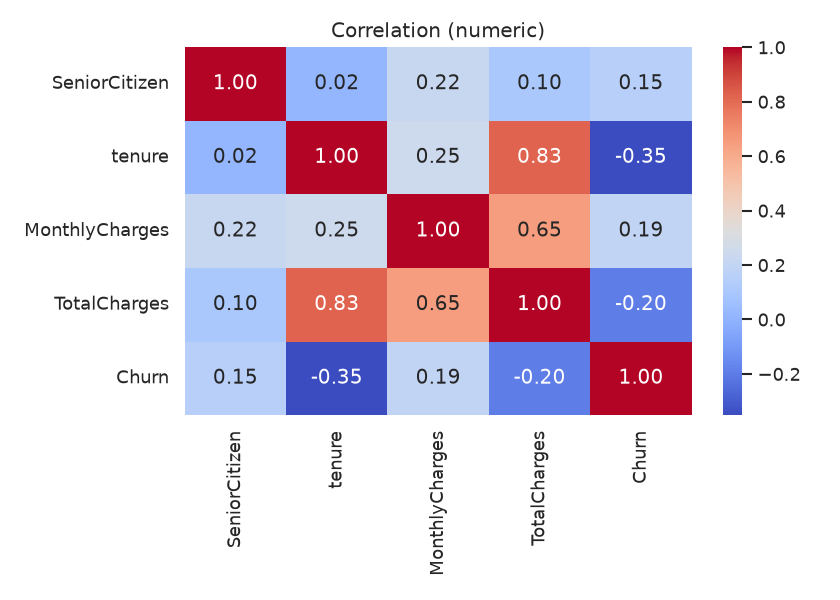 Correlation (numeric)
SeniorCitizen 1.00 0.02 0.22 0.10 0.15
tenure 0.02 1.00 0.25 0.83 -0.35
MonthlyCharges 0.22 0.25 1.00 0.65 0.19
TotalCharges 0.10 0.83 0.65 1.00 -0.20
Churn 0.15 -0.35 0.19 -0.20 1.00
SeniorCitizen
tenure
MonthlyCharges
TotalCharges
Churn
1.0
0.8
0.6
0.4
0.2
0.0
−0.2